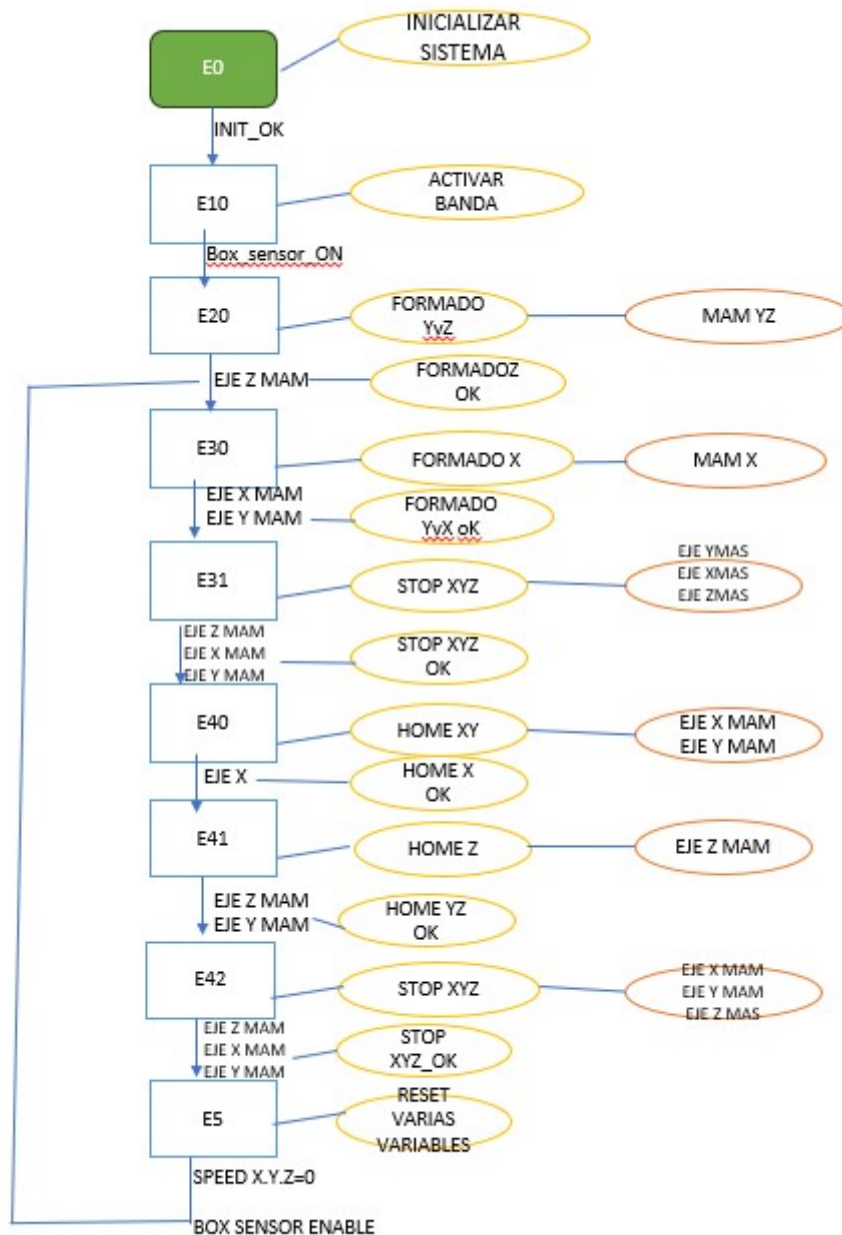 INICIALIZAR
SISTEMA
E0
INIT_OK
E10
ACTIVAR
BANDA
Box_sensor_ON
E20
FORMADO
YvZ
MAM YZ
EJE Z MAM
FORMADOZ
OK
E30
FORMADO X
MAM X
EJE X MAM
EJE Y MAM
FORMADO
YvX oK
E31
STOP XYZ
EJE YMAS
EJE XMAS
EJE ZMAS
EJE Z MAM
EJE X MAM
EJE Y MAM
STOP XYZ
OK
E40
HOME XY
EJE X MAM
EJE Y MAM
EJE X
HOME X
OK
E41
HOME Z
EJE Z MAM
EJE Z MAM
EJE Y MAM
HOME YZ
OK
E42
STOP XYZ
EJE X MAM
EJE Y MAM
EJE Z MAS
EJE Z MAM
EJE X MAM
EJE Y MAM
STOP
XYZ_OK
E5
RESET
VARIAS
VARIABLES
SPEED X.Y.Z=0
BOX SENSOR ENABLE